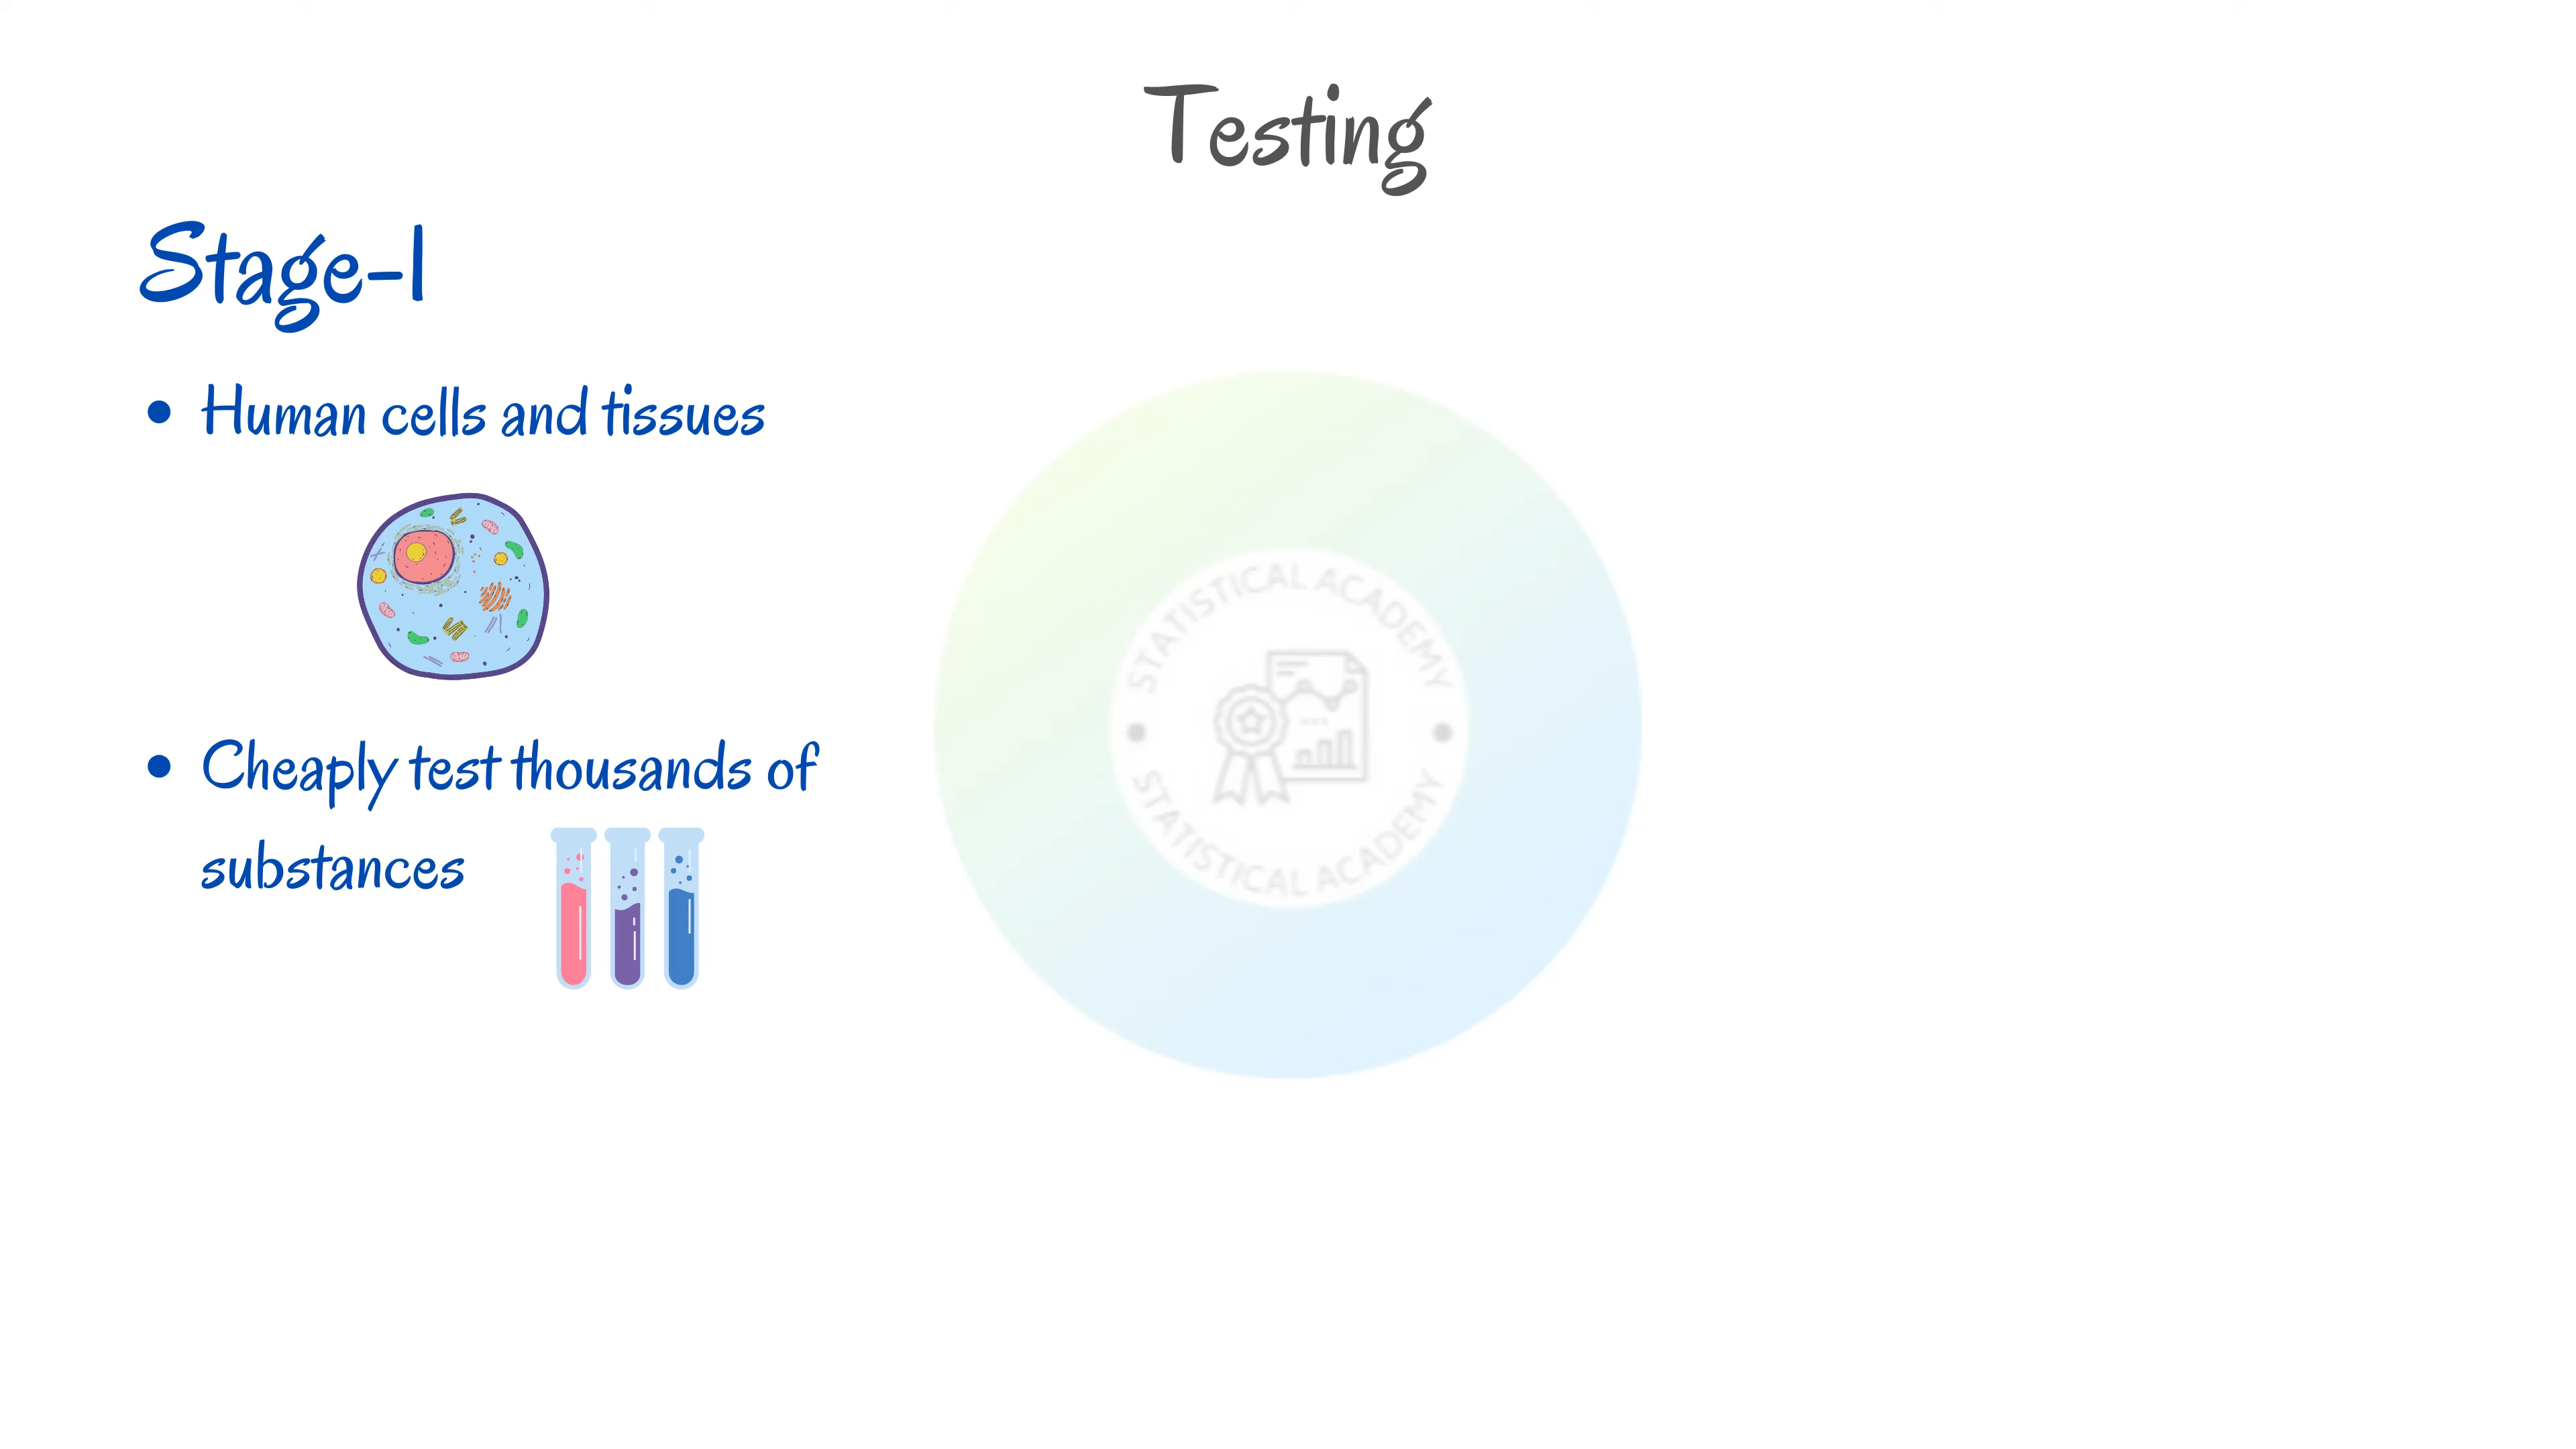 Testing
Stage-I
• Human cells and tissues
• Cheaply test thousands of
substances
STATISTICAL ACADEMY
STATISTICAL ACADEMY